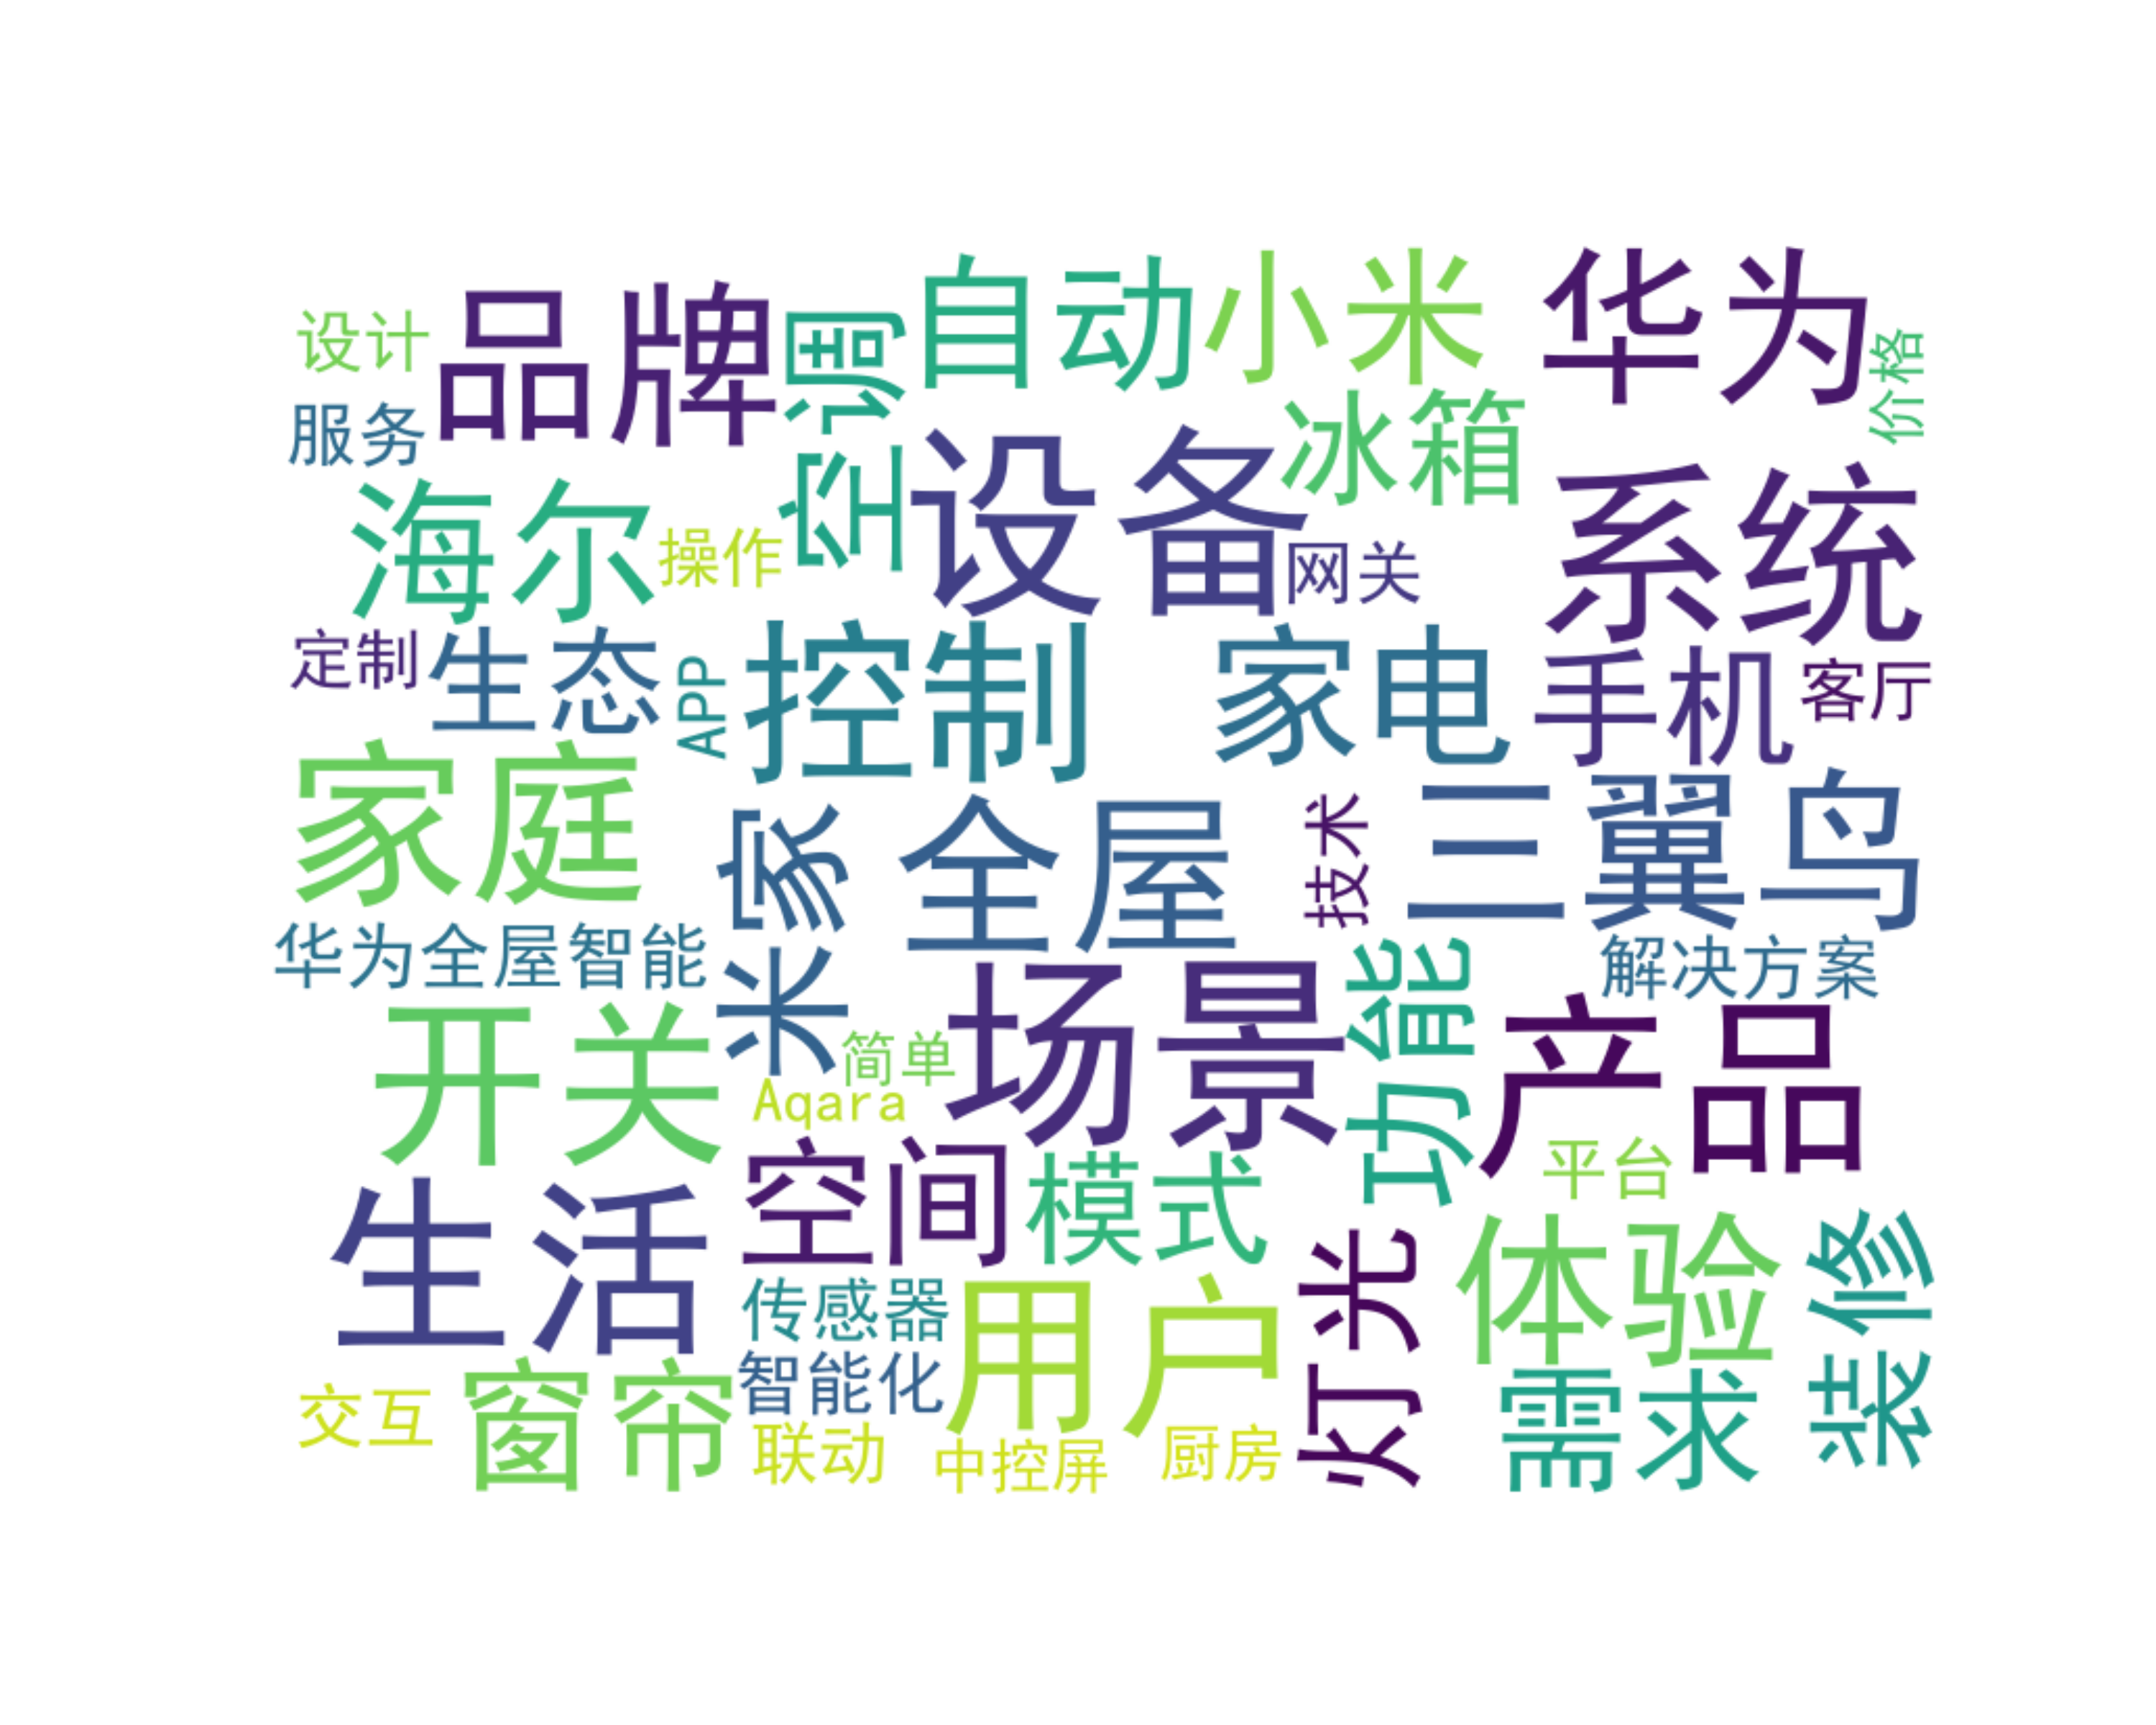 设计
品牌
空调
自动
小米
华为
价格
服务
海尔
操作
设备
冰箱
网关
系统
定制
生态
APP
控制
家电
手机
客厅
家庭
米家
全屋
技术
三翼鸟
华为全屋智能
解决方案
开关
简单
Aqara
场景
功能
产品
平台
生活
空间
模式
灯光
体验
装修
传感器
智能化
用户
需求
交互
窗帘
联动
中控屏
厨房